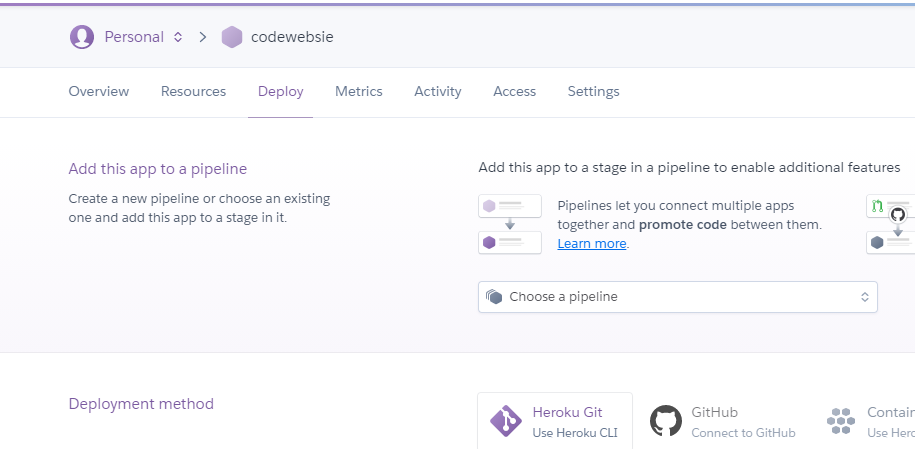 Personal
codewebsie
Overview Resources Deploy Metrics Activity Access Settings
Add this app to a pipeline
Create a new pipeline or choose an existing
one and add this app to a stage in it.
Add this app to a stage in a pipeline to enable additional features
Pipelines let you connect multiple apps
together and promote code between them.
Learn more.
Choose a pipeline
Deployment method
Heroku Git
Use Heroku CLI
GitHub
Connect to GitHub
Contain
Use Hero